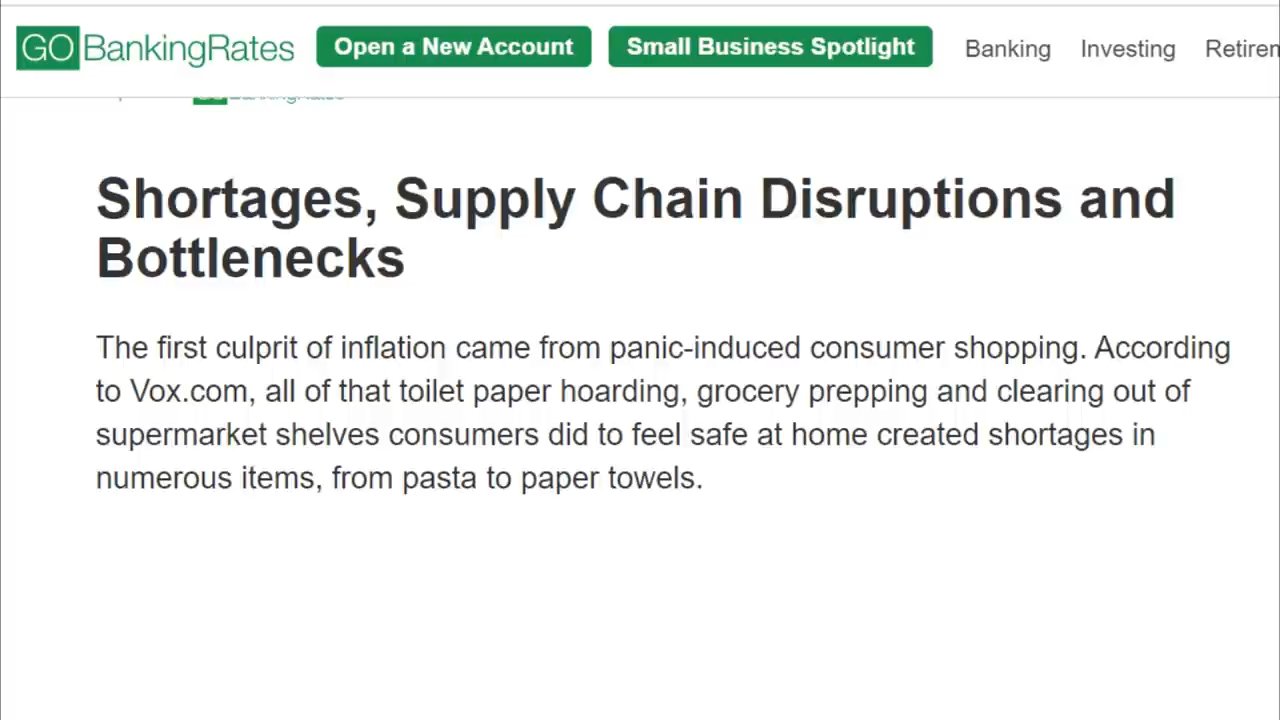 GOBankingRates Open a New Account Small Business Spotlight Banking Investing Retirem
Shortages, Supply Chain Disruptions and
Bottlenecks
The first culprit of inflation came from panic-induced consumer shopping. According
to Vox.com, all of that toilet paper hoarding, grocery prepping and clearing out of
supermarket shelves consumers did to feel safe at home created shortages in
numerous items, from pasta to paper towels.